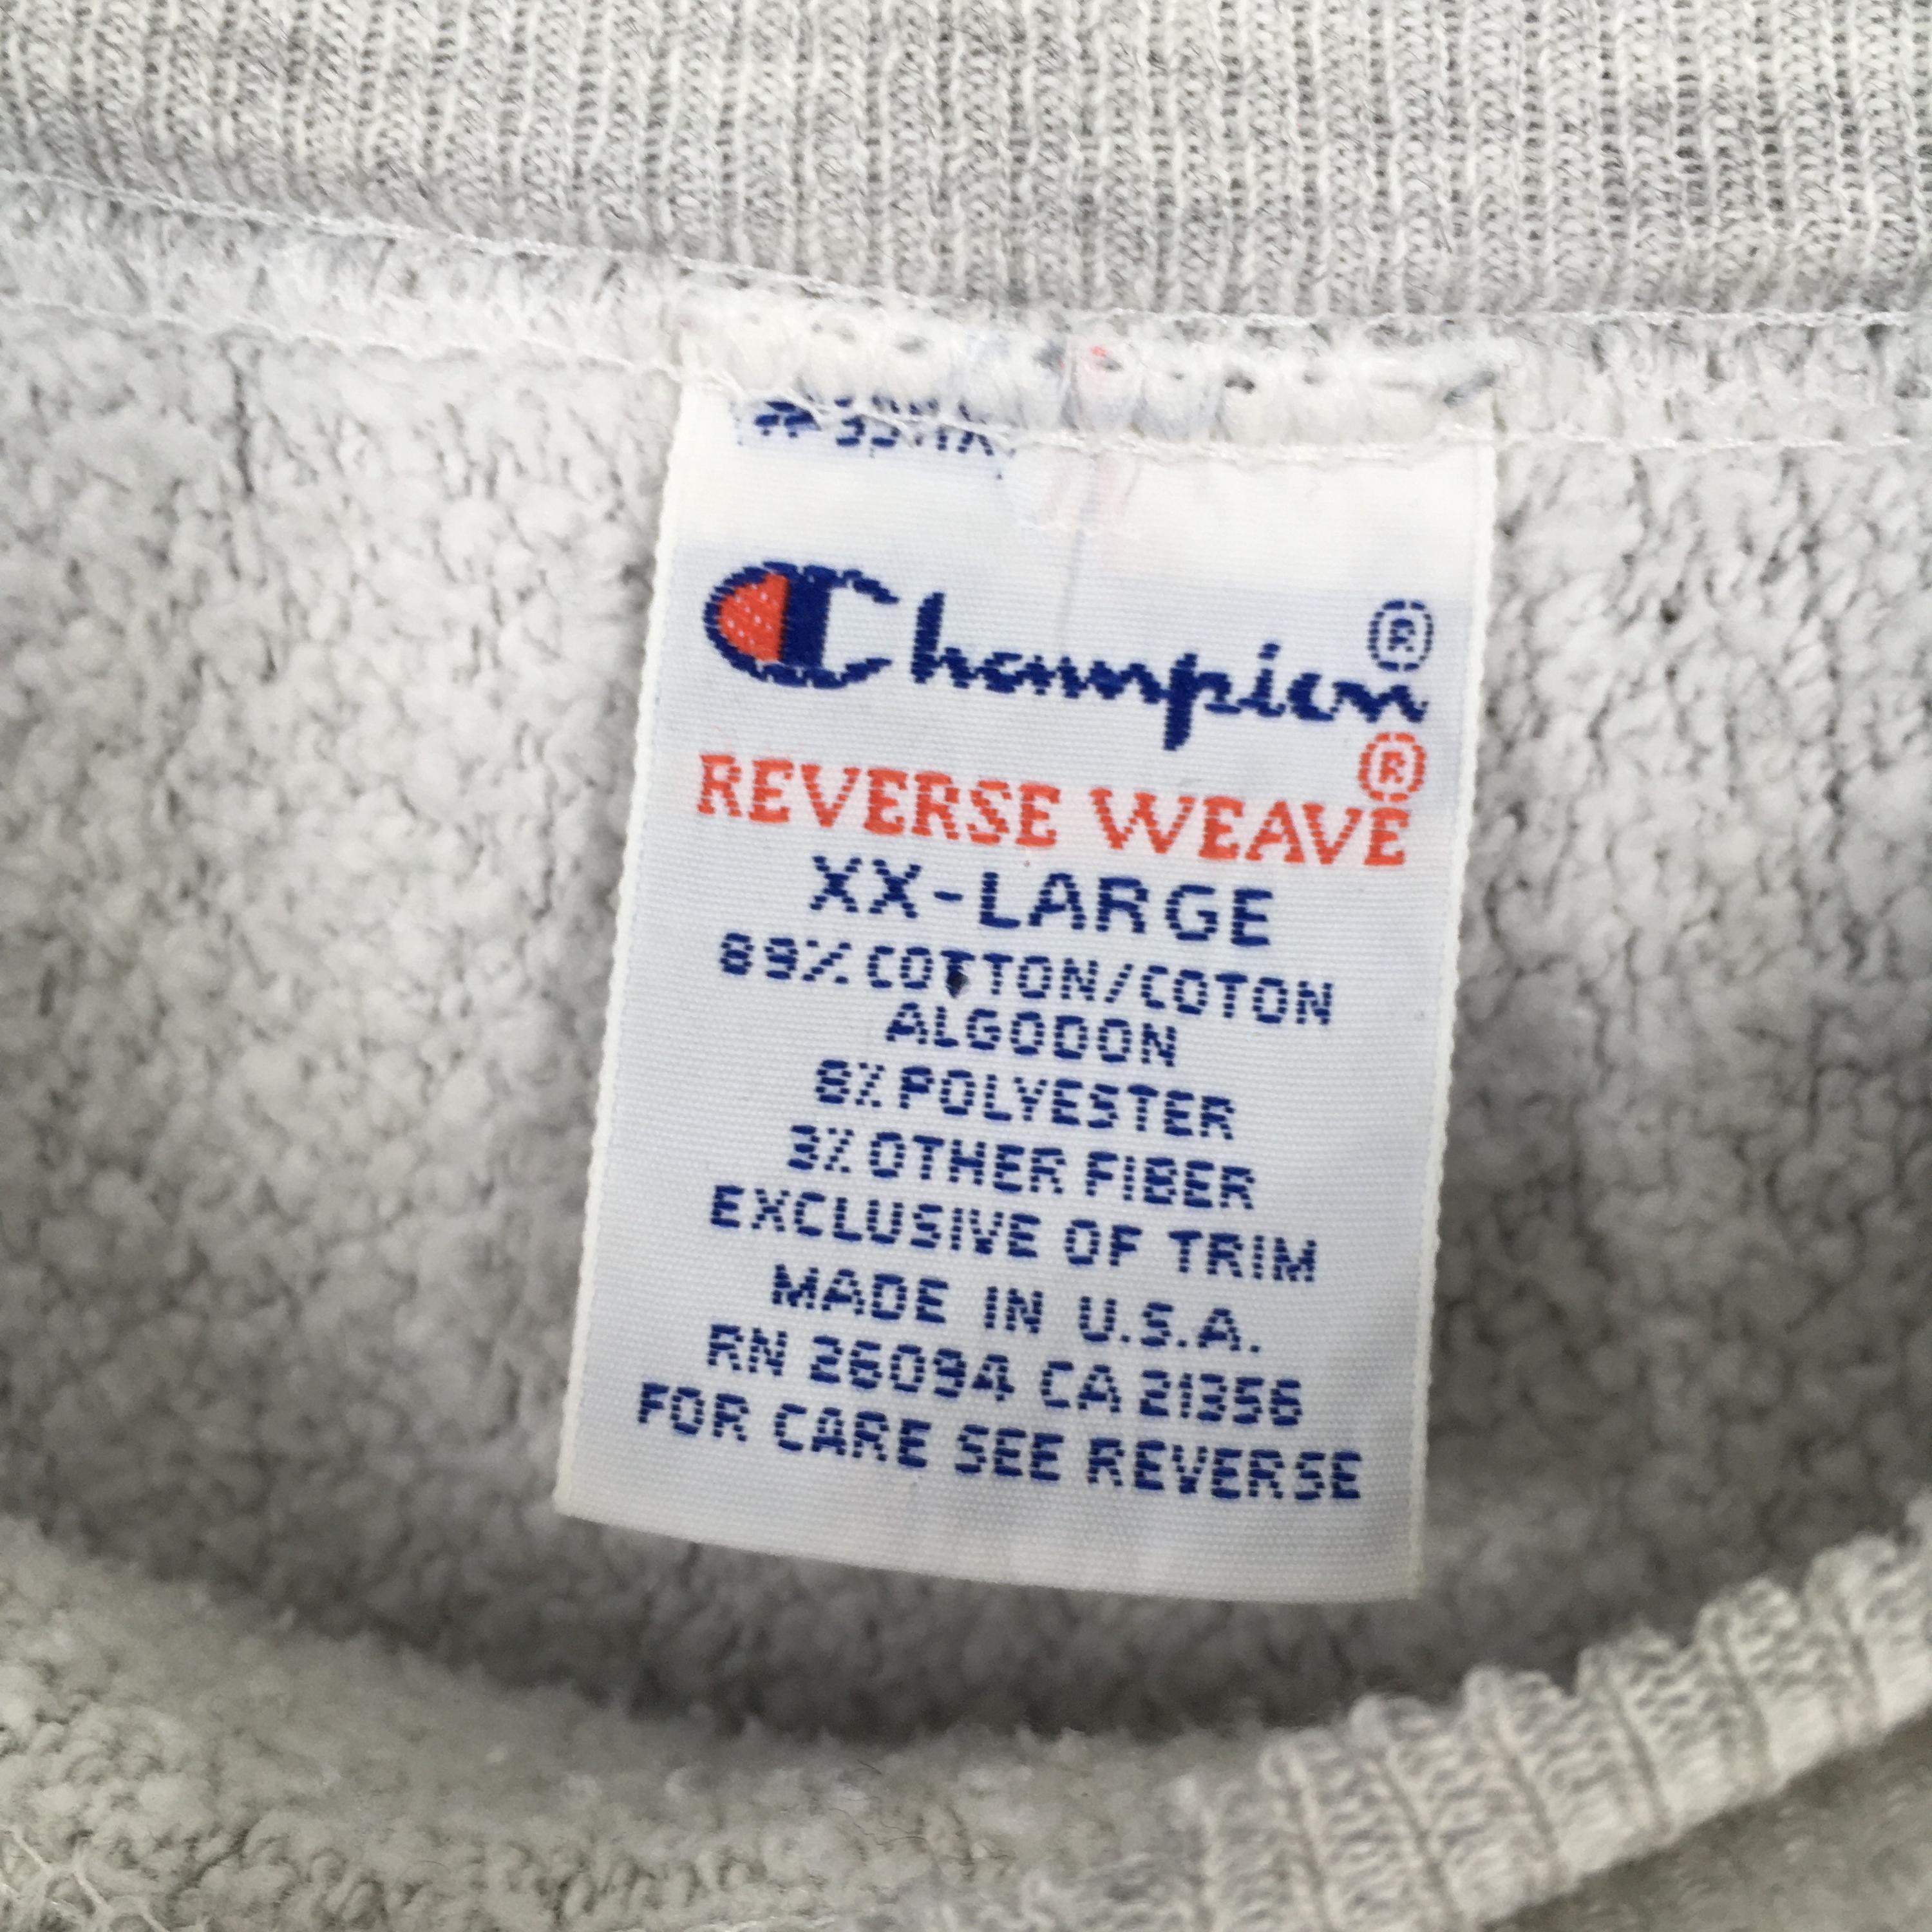 Champion®
REVERSE WEAVE®
XX-LARGE
89% COTTON/COTON
ALGODON
8% POLYESTER
3% OTHER FIBER
EXCLUSIVE OF TRIM
MADE IN U.S.A.
RN 26094 CA 21356
FOR CARE SEE REVERSE